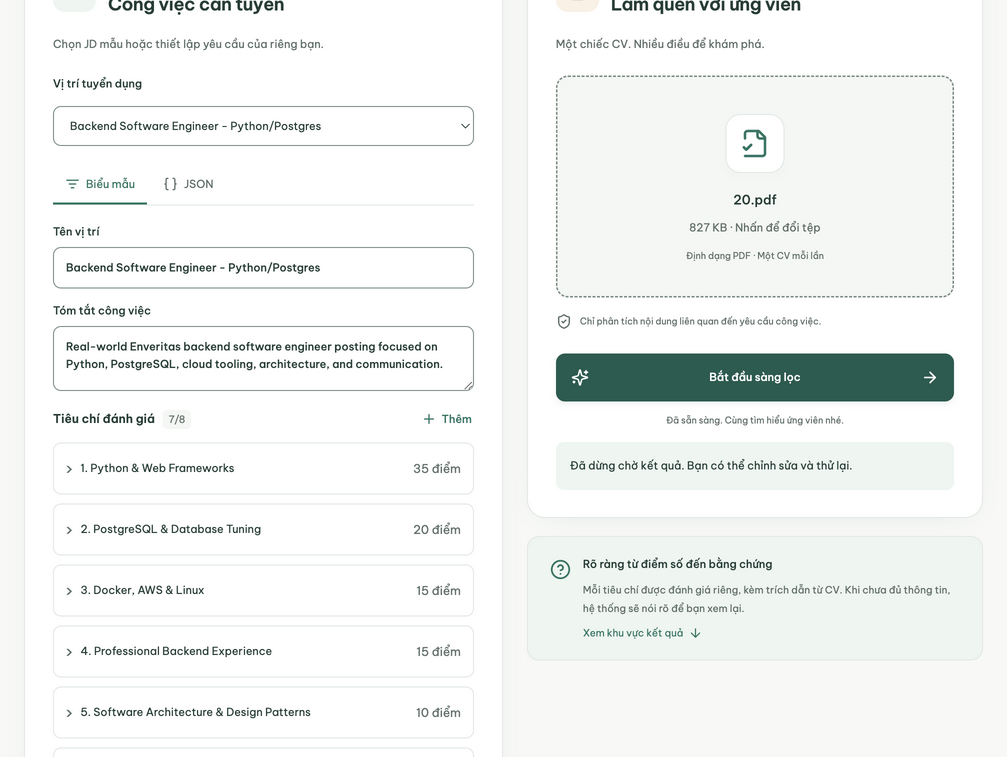 Công việc cần tuyển
Chọn JD mẫu hoặc thiết lập yêu cầu của riêng bạn.
Vị trí tuyển dụng
Backend Software Engineer - Python/Postgres
Biểu mẫu
{ } JSON
Tên vị trí
Backend Software Engineer - Python/Postgres
Tóm tắt công việc
Real-world Enveritas backend software engineer posting focused on
Python, PostgreSQL, cloud tooling, architecture, and communication.
Tiêu chí đánh giá 7/8
+ Thêm
1. Python & Web Frameworks 35 điểm
2. PostgreSQL & Database Tuning 20 điểm
3. Docker, AWS & Linux 15 điểm
4. Professional Backend Experience 15 điểm
5. Software Architecture & Design Patterns 10 điểm
Làm quen với ứng viên
Một chiếc CV. Nhiều điều để khám phá.
20.pdf
827 KB · Nhấn để đổi tệp
Định dạng PDF · Một CV mỗi lần
Chỉ phân tích nội dung liên quan đến yêu cầu công việc.
Bắt đầu sàng lọc
Đã sẵn sàng. Cùng tìm hiểu ứng viên nhé.
Đã dừng chờ kết quả. Bạn có thể chỉnh sửa và thử lại.
Rõ ràng từ điểm số đến bằng chứng
Mỗi tiêu chí được đánh giá riêng, kèm trích dẫn từ CV. Khi chưa đủ thông tin,
hệ thống sẽ nói rõ để bạn xem lại.
Xem khu vực kết quả